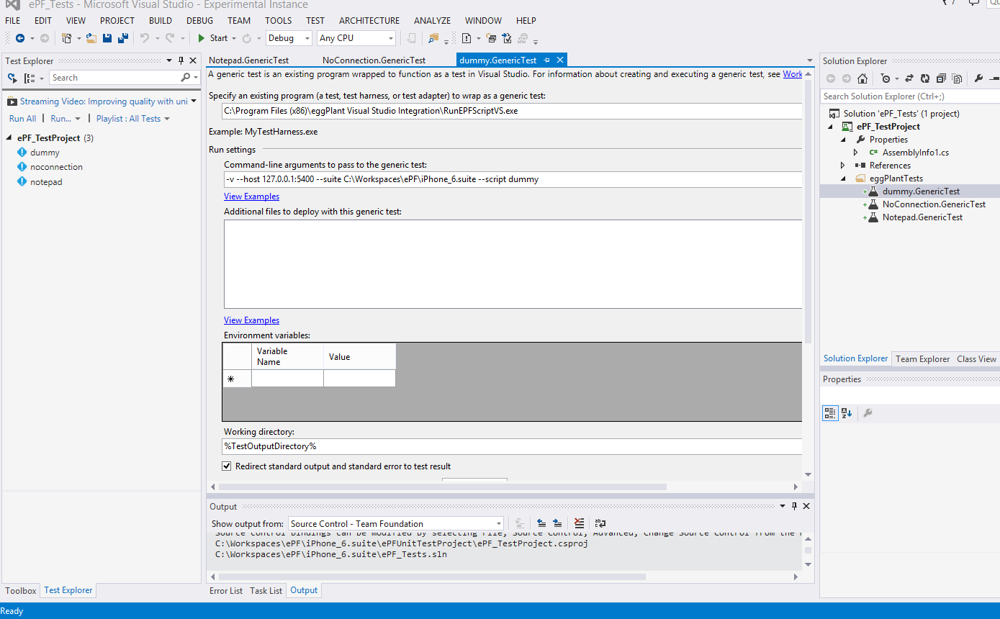 ePF_Tests - Microsoft Visual Studio - Experimental Instance
7
FILE EDIT VIEW PROJECT BUILD DEBUG TEAM TOOLS TEST ARCHITECTURE ANALYZE WINDOW HELP
Start Debug Any CPU
Test Explorer
Search
Streaming Video: Improving quality with uni
Run All | Run... | Playlist : All Tests
ePF_TestProject (3)
dummy
noconnection
notepad
Toolbox Test Explorer
Notepad.GenericTest NoConnection.GenericTest dummy.GenericTest
A generic test is an existing program wrapped to function as a test in Visual Studio. For information about creating and executing a generic test, see Work
Specify an existing program (a test, test harness, or test adapter) to wrap as a generic test:
C:\Program Files (x86)\eggPlant Visual Studio Integration\RunEPFScriptVS.exe
Example: MyTestHarness.exe
Run settings
Command-line arguments to pass to the generic test:
-v --host 127.0.0.1:5400 --suite C:\Workspaces\ePF\iPhone_6.suite --script dummy
View Examples
Additional files to deploy with this generic test:
View Examples
Environment variables:
Variable Name Value
*
Working directory:
%TestOutputDirectory%
Redirect standard output and standard error to test result
Output
Show output from: Source Control - Team Foundation
Source Control bindings can be modified by selecting File, Source Control, Advanced, Change Source Control from the
C:\Workspaces\ePF\iPhone_6.suite\ePFUnitTestProject\ePF_TestProject.csproj
C:\Workspaces\ePF\iPhone_6.suite\ePF_Tests.sln
Error List Task List Output
Solution Explorer
Search Solution Explorer (Ctrl+;)
Solution 'ePF_Tests' (1 project)
ePF_TestProject
Properties
C# AssemblyInfo1.cs
References
eggPlantTests
dummy.GenericTest
NoConnection.GenericTest
Notepad.GenericTest
Solution Explorer Team Explorer Class View
Properties
Ready